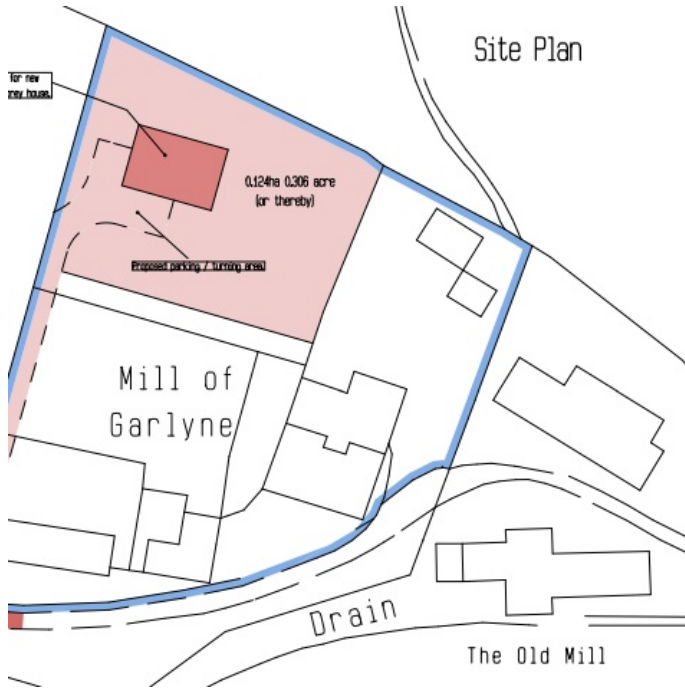 Site Plan
for new
orey house.
0.124ha 0.306 acre
(or thereby)
Proposed parking / turning area.
Mill of
Garlyne
Drain
The Old Mill